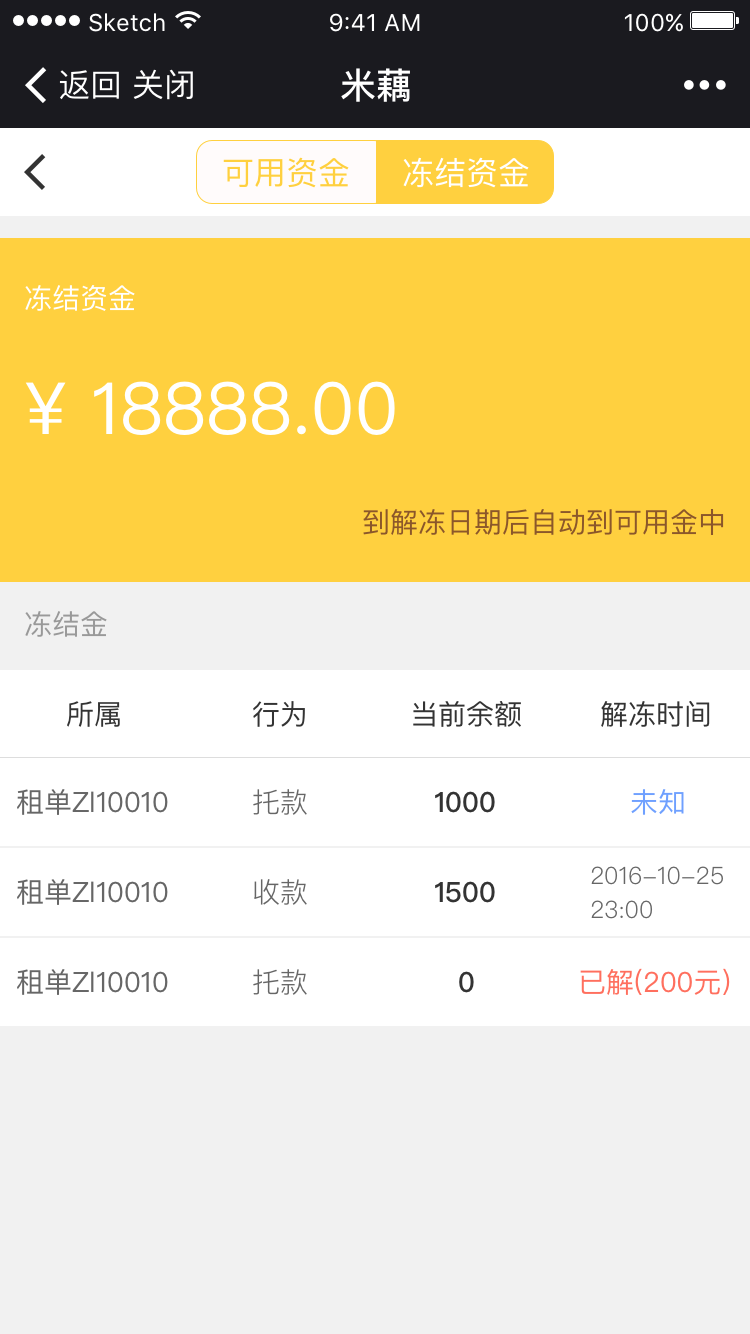 Sketch 9:41 AM 100%
返回 关闭 米藕
可用资金 冻结资金
冻结资金
¥ 18888.00
到解冻日期后自动到可用金中
冻结金
所属 行为 当前余额 解冻时间
租单Zl10010 托款 1000 未知
租单Zl10010 收款 1500 2016-10-25
23:00
租单Zl10010 托款 0 已解(200元)